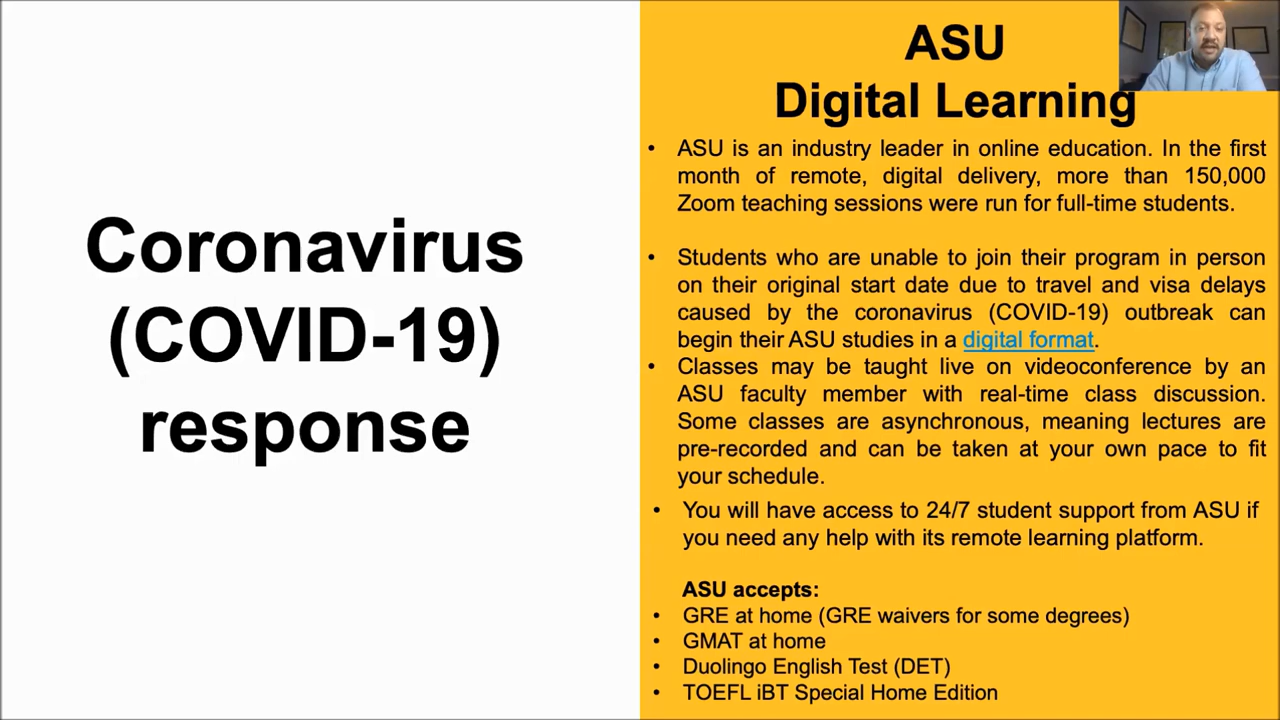 Coronavirus
(COVID-19)
response
ASU
Digital Learning
• ASU is an industry leader in online education. In the first
month of remote, digital delivery, more than 150,000
Zoom teaching sessions were run for full-time students.
• Students who are unable to join their program in person
on their original start date due to travel and visa delays
caused by the coronavirus (COVID-19) outbreak can
begin their ASU studies in a digital format.
• Classes may be taught live on videoconference by an
ASU faculty member with real-time class discussion.
Some classes are asynchronous, meaning lectures are
pre-recorded and can be taken at your own pace to fit
your schedule.
• You will have access to 24/7 student support from ASU if
you need any help with its remote learning platform.
ASU accepts:
• GRE at home (GRE waivers for some degrees)
• GMAT at home
• Duolingo English Test (DET)
• TOEFL iBT Special Home Edition